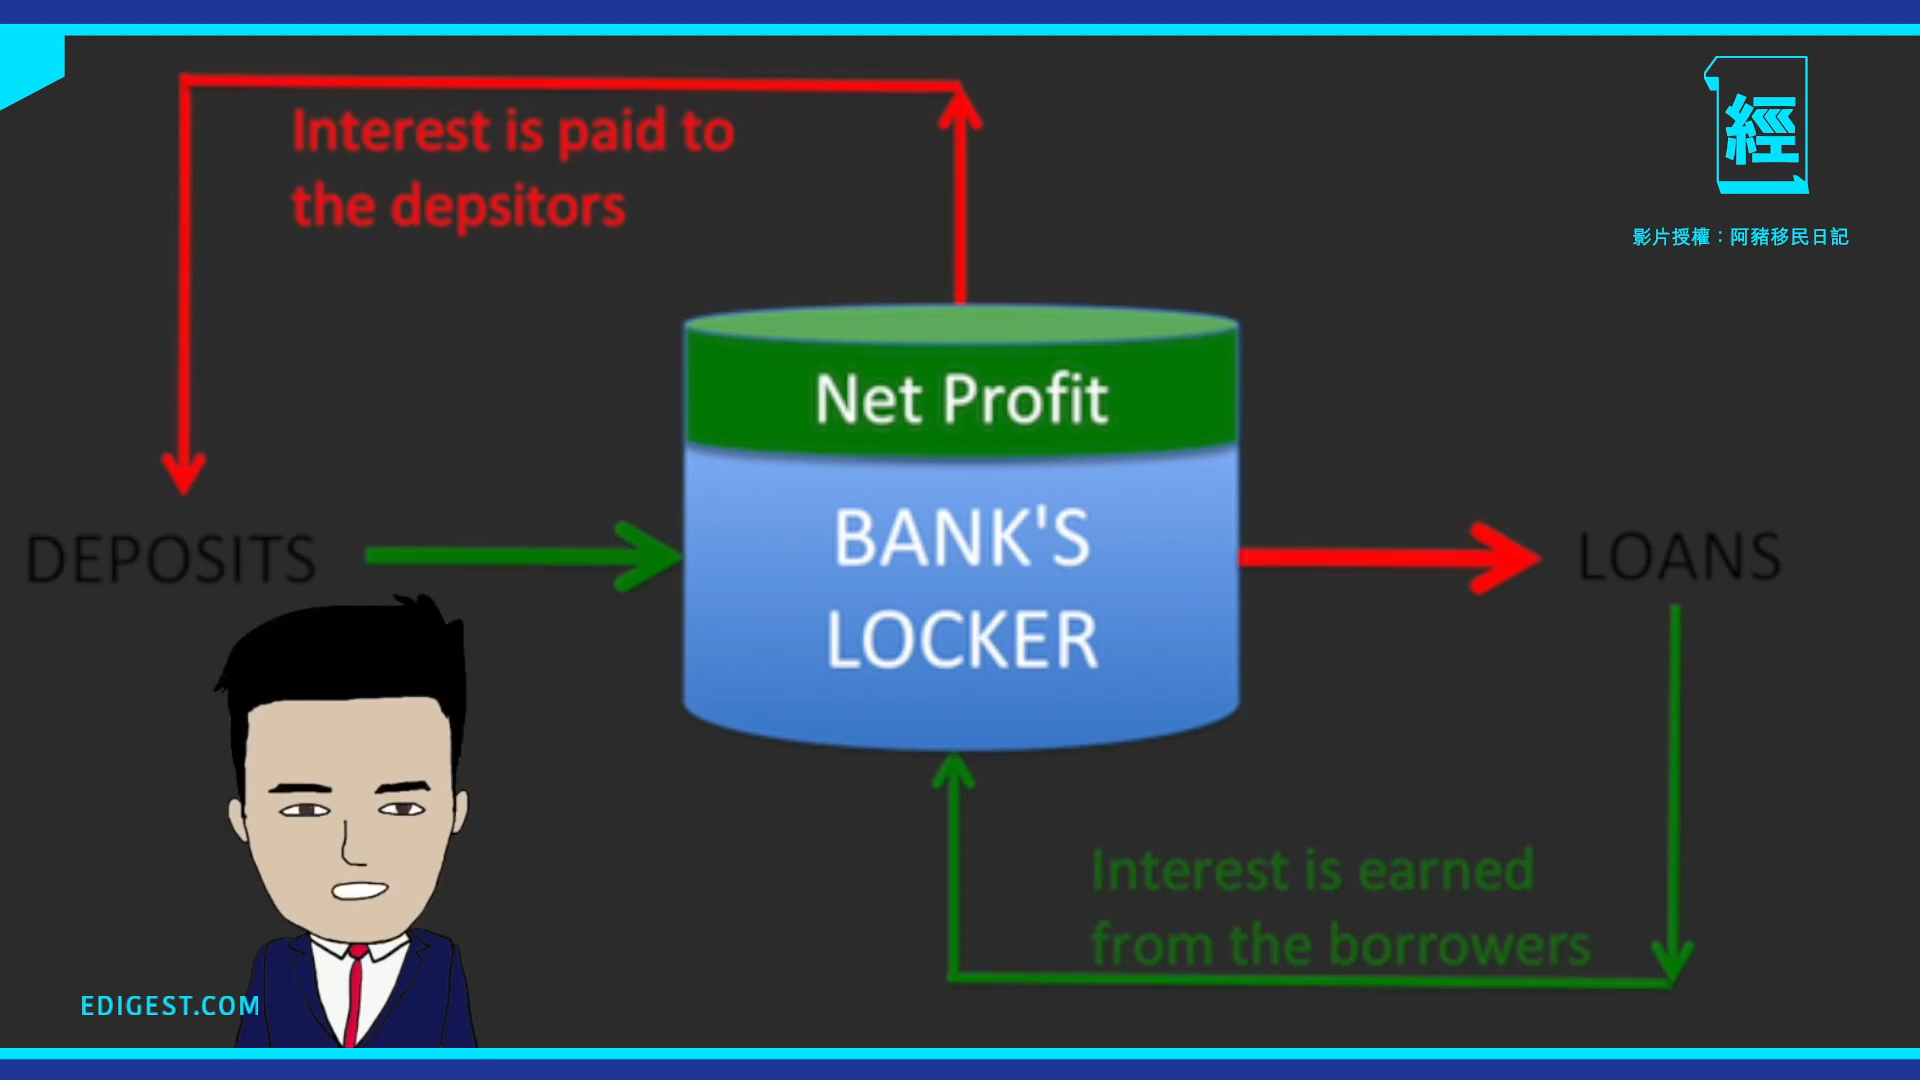 Interest is paid to
the depsitors
經
影片授權：阿豬移民日記
Net Profit
BANK'S
LOCKER
DEPOSITS
LOANS
Interest is earned
from the borrowers
EDIGEST.COM